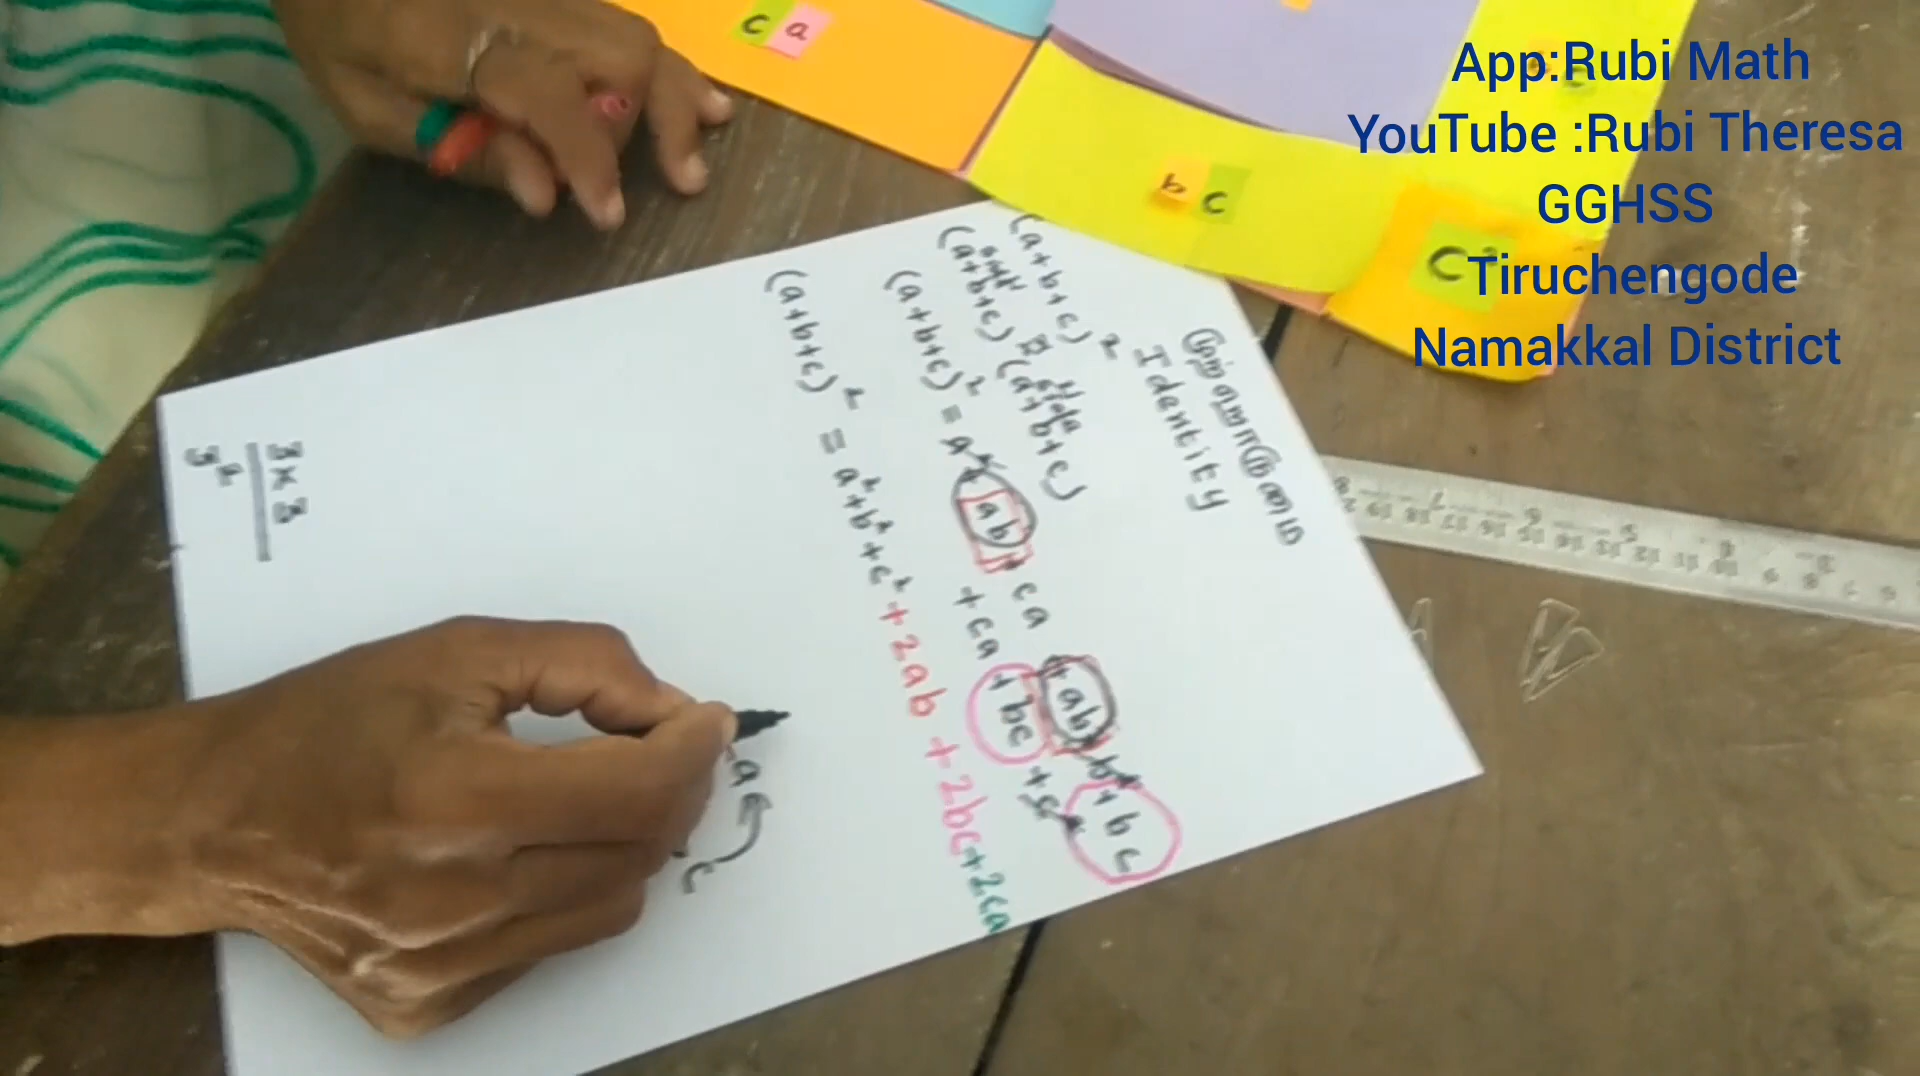 App:Rubi Math
YouTube :Rubi Theresa
GGHSS
Tiruchengode
Namakkal District
c a
b c
c²
முற்றொருமை
Identity
(a+b+c)²
(a+b+c) (a+b+c)
(a+b+c)² = a²+ab+ca+ab+b²+bc
+ca+bc+c²
(a+b+c)² = a²+b²+c²+2ab+2bc+2ca
a
c
3×3
3²